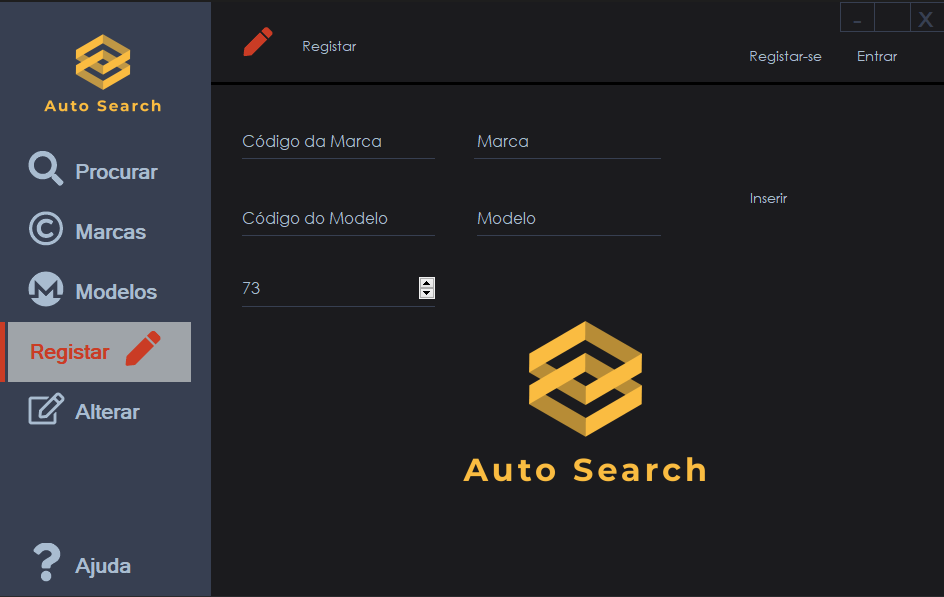 Auto Search
Procurar
Marcas
Modelos
Registar
Alterar
Ajuda
Registar
- X
Registar-se Entrar
Código da Marca Marca
Inserir
Código do Modelo Modelo
73
Auto Search